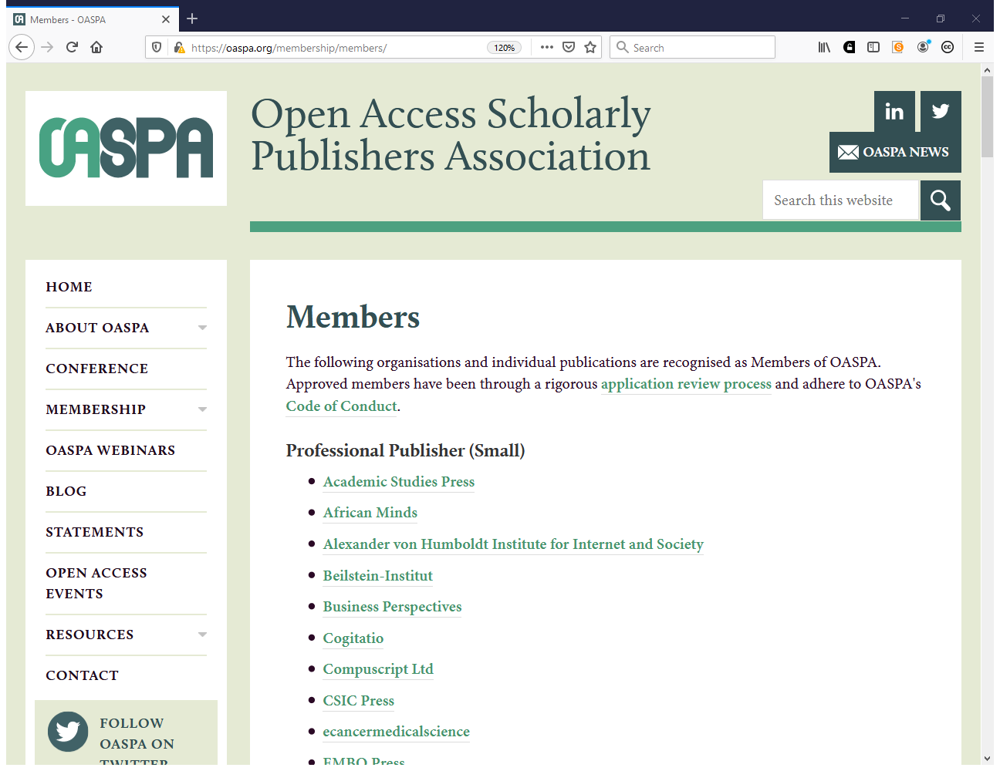 Members - OASPA
https://oaspa.org/membership/members/
120%
Search
OASPA
Open Access Scholarly
Publishers Association
in
OASPA NEWS
Search this website
HOME
ABOUT OASPA
CONFERENCE
MEMBERSHIP
OASPA WEBINARS
BLOG
STATEMENTS
OPEN ACCESS
EVENTS
RESOURCES
CONTACT
FOLLOW
OASPA ON
TWITTER
Members
The following organisations and individual publications are recognised as Members of OASPA.
Approved members have been through a rigorous application review process and adhere to OASPA's
Code of Conduct.
Professional Publisher (Small)
Academic Studies Press
African Minds
Alexander von Humboldt Institute for Internet and Society
Beilstein-Institut
Business Perspectives
Cogitatio
Compuscript Ltd
CSIC Press
ecancermedicalscience
EMBO Press